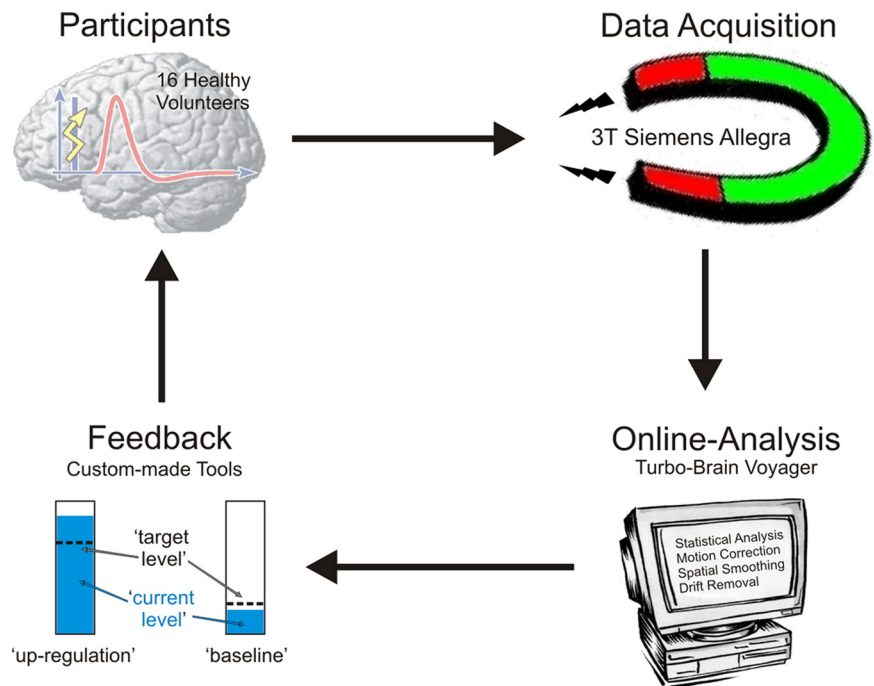 Participants
16 Healthy
Volunteers
Data Acquisition
3T Siemens Allegra
Feedback
Custom-made Tools
'target
level'
'current
level'
'up-regulation'
'baseline'
Online-Analysis
Turbo-Brain Voyager
Statistical Analysis
Motion Correction
Spatial Smoothing
Drift Removal